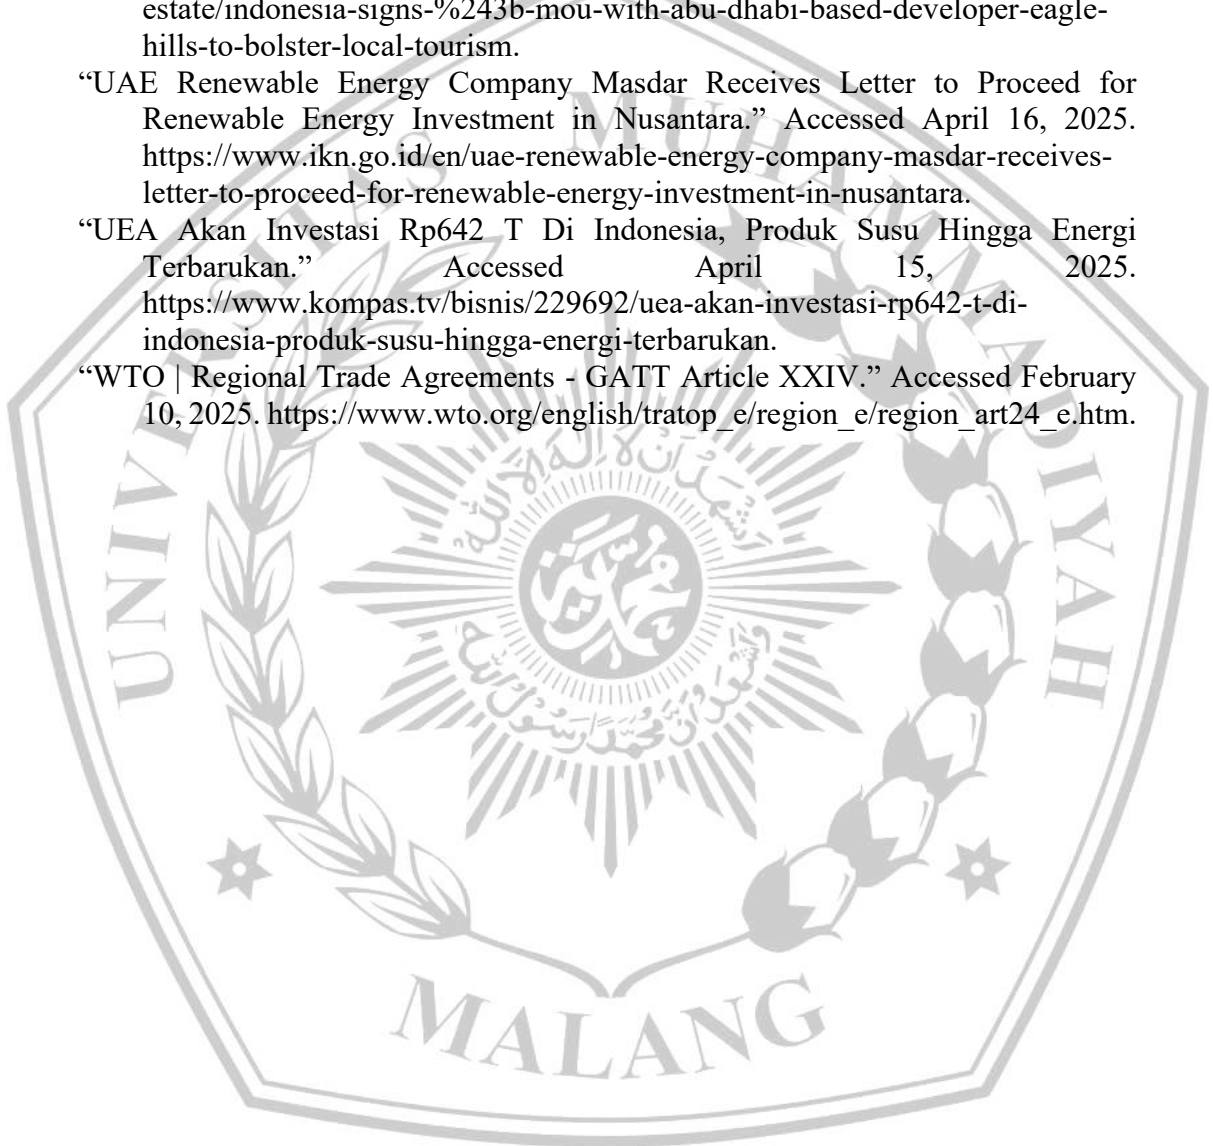 estate/indonesia-signs-%243b-mou-with-abu-dhabi-based-developer-eagle-
hills-to-bolster-local-tourism.
“UAE Renewable Energy Company Masdar Receives Letter to Proceed for
Renewable Energy Investment in Nusantara.” Accessed April 16, 2025.
https://www.ikn.go.id/en/uae-renewable-energy-company-masdar-receives-
letter-to-proceed-for-renewable-energy-investment-in-nusantara.
“UEA Akan Investasi Rp642 T Di Indonesia, Produk Susu Hingga Energi
Terbarukan.” Accessed April 15, 2025.
https://www.kompas.tv/bisnis/229692/uea-akan-investasi-rp642-t-di-
indonesia-produk-susu-hingga-energi-terbarukan.
“WTO | Regional Trade Agreements - GATT Article XXIV.” Accessed February
10, 2025. https://www.wto.org/english/tratop_e/region_e/region_art24_e.htm.
UNIVERSITAS MUHAMMADIYAH
MALANG